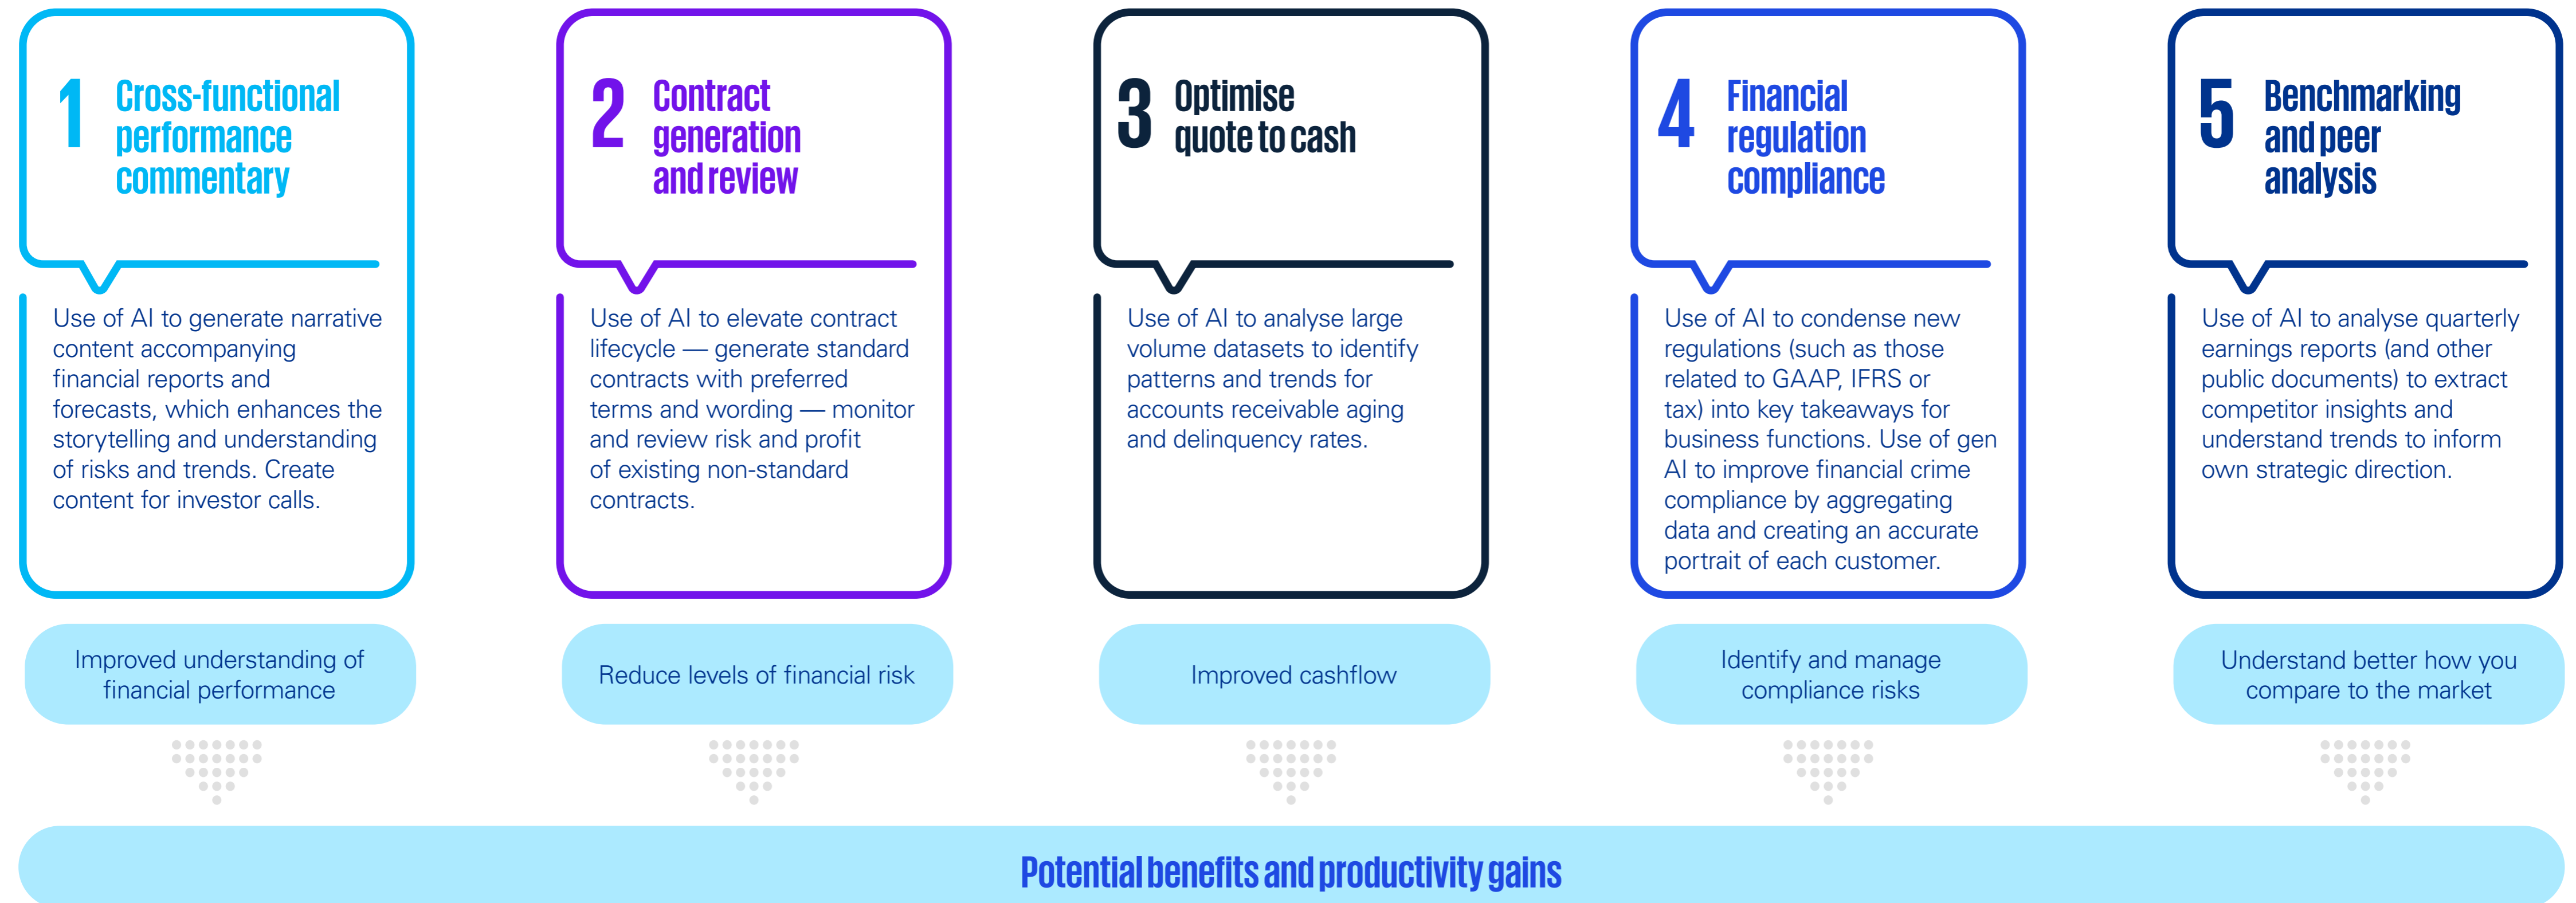 1
Cross-functional
performance
commentary
Use of AI to generate narrative
content accompanying
financial reports and
forecasts, which enhances the
storytelling and understanding
of risks and trends. Create
content for investor calls.
Improved understanding of
financial performance
2
Contract
generation
and review
Use of AI to elevate contract
lifecycle — generate standard
contracts with preferred
terms and wording — monitor
and review risk and profit
of existing non-standard
contracts.
Reduce levels of financial risk
3
Optimise
quote to cash
Use of AI to analyse large
volume datasets to identify
patterns and trends for
accounts receivable aging
and delinquency rates.
Improved cashflow
4
Financial
regulation
compliance
Use of AI to condense new
regulations (such as those
related to GAAP, IFRS or
tax) into key takeaways for
business functions. Use of gen
AI to improve financial crime
compliance by aggregating
data and creating an accurate
portrait of each customer.
Identify and manage
compliance risks
5
Benchmarking
and peer
analysis
Use of AI to analyse quarterly
earnings reports (and other
public documents) to extract
competitor insights and
understand trends to inform
own strategic direction.
Understand better how you
compare to the market
Potential benefits and productivity gains